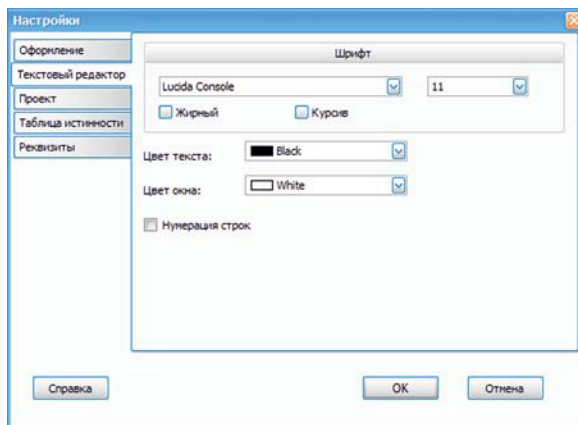 Настройки
Оформление
Текстовый редактор
Проект
Таблица истинности
Реквизиты
Шрифт
Lucida Console
11
Жирный
Курсив
Цвет текста:
Black
Цвет окна:
White
Нумерация строк
Справка
OK
Отмена